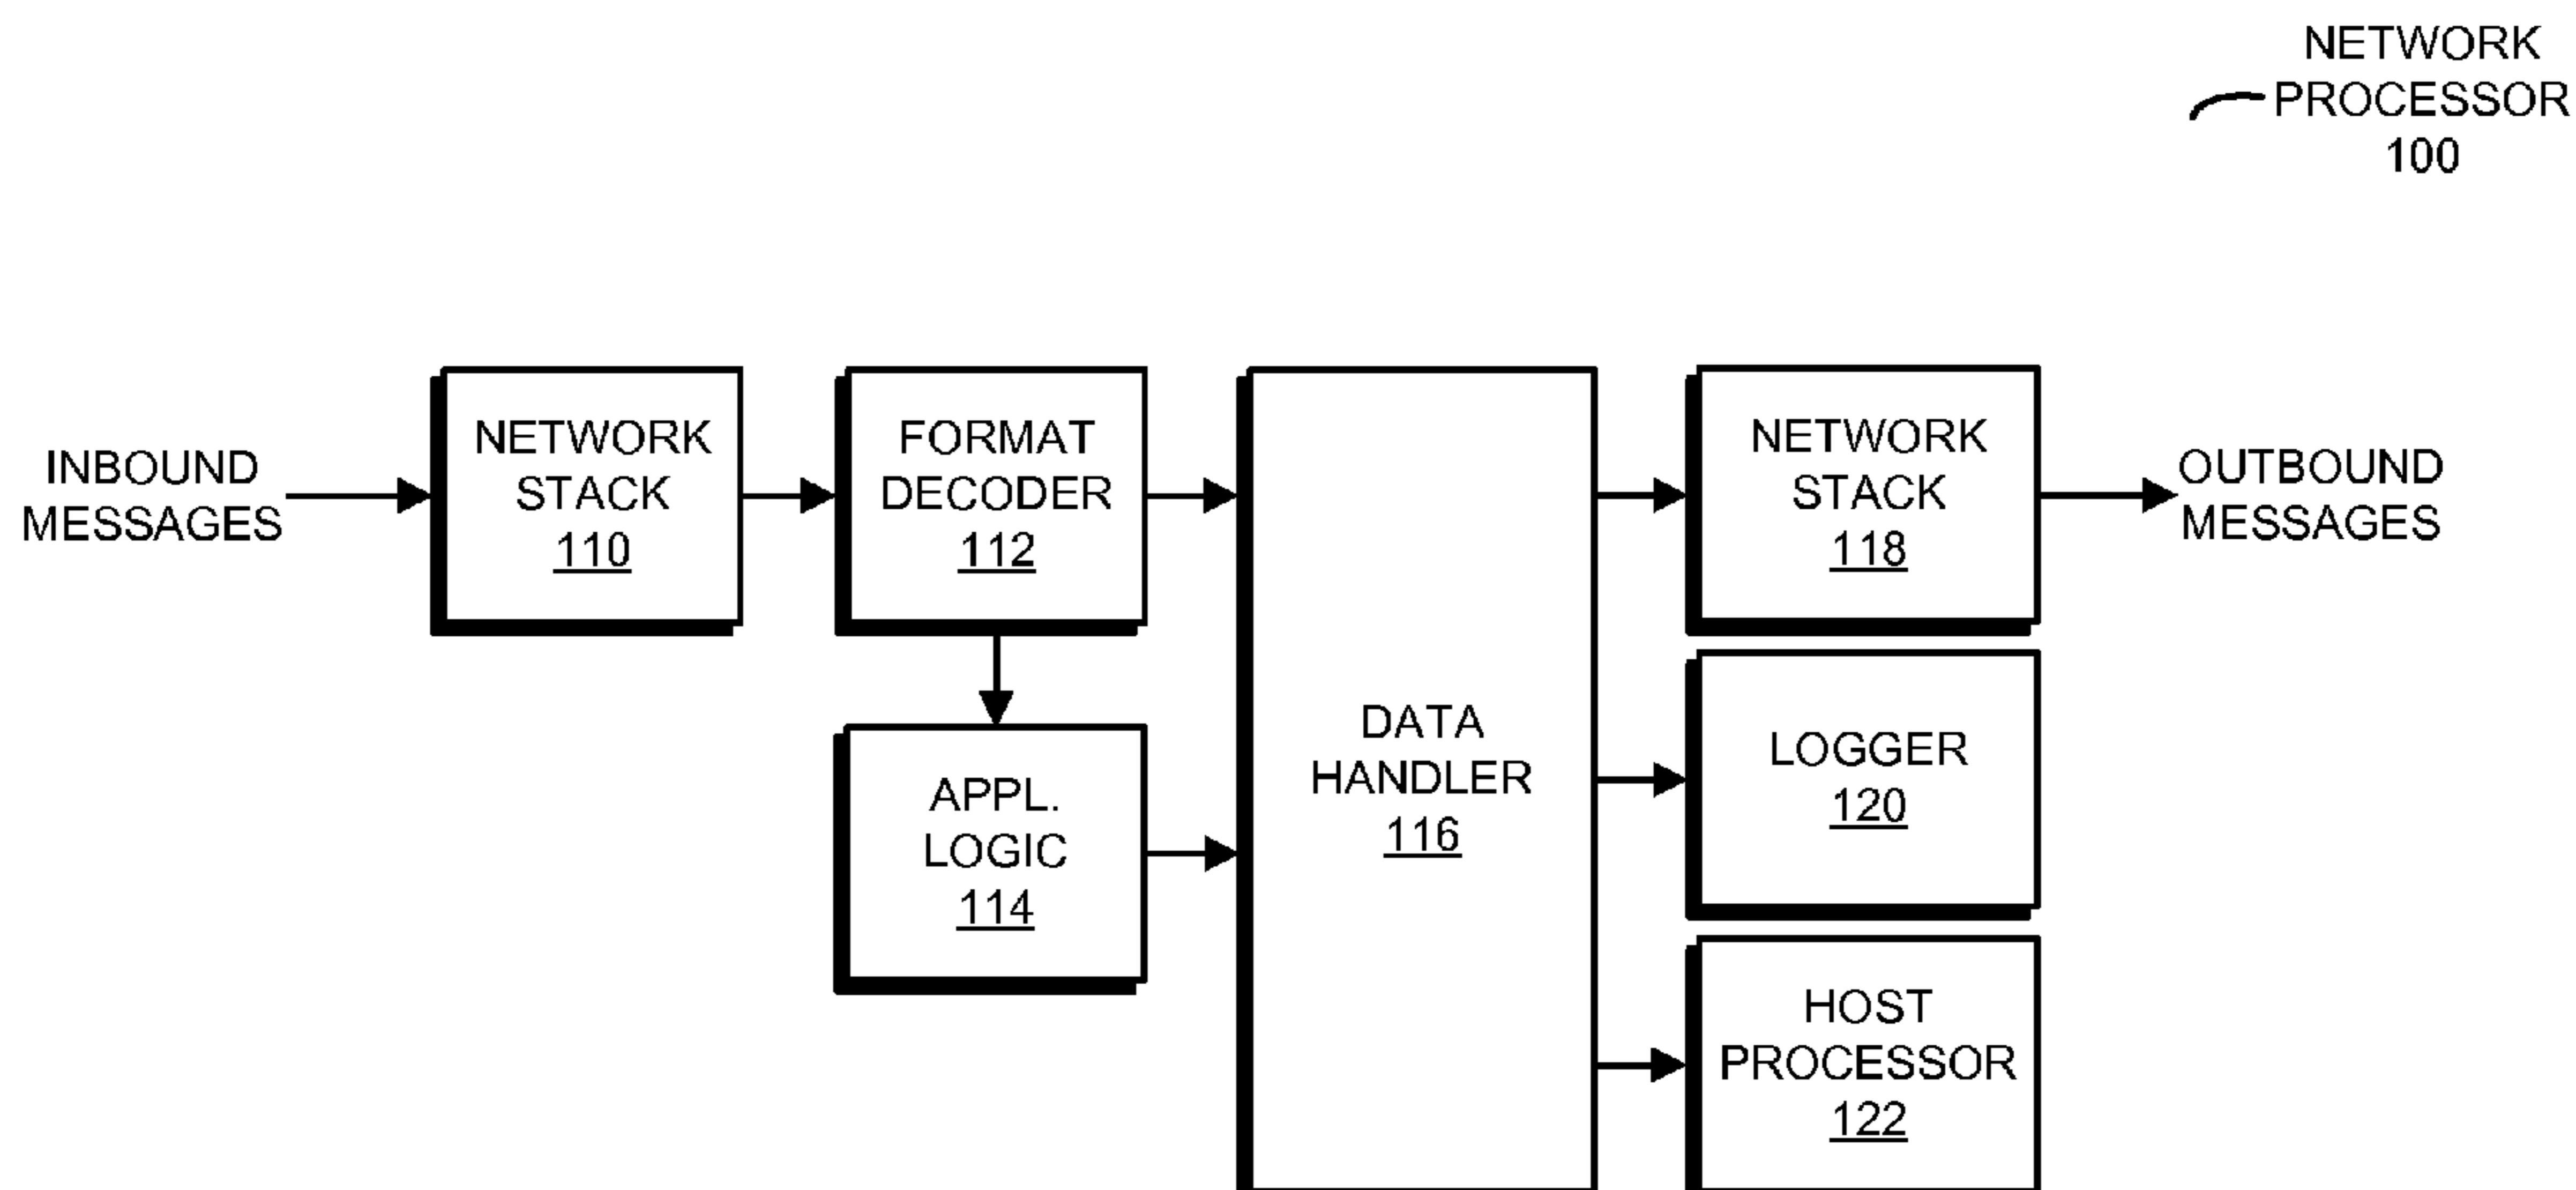 NETWORK
PROCESSOR
100
INBOUND
MESSAGES
NETWORK
STACK
110
FORMAT
DECODER
112
APPL.
LOGIC
114
DATA
HANDLER
116
NETWORK
STACK
118
OUTBOUND
MESSAGES
LOGGER
120
HOST
PROCESSOR
122